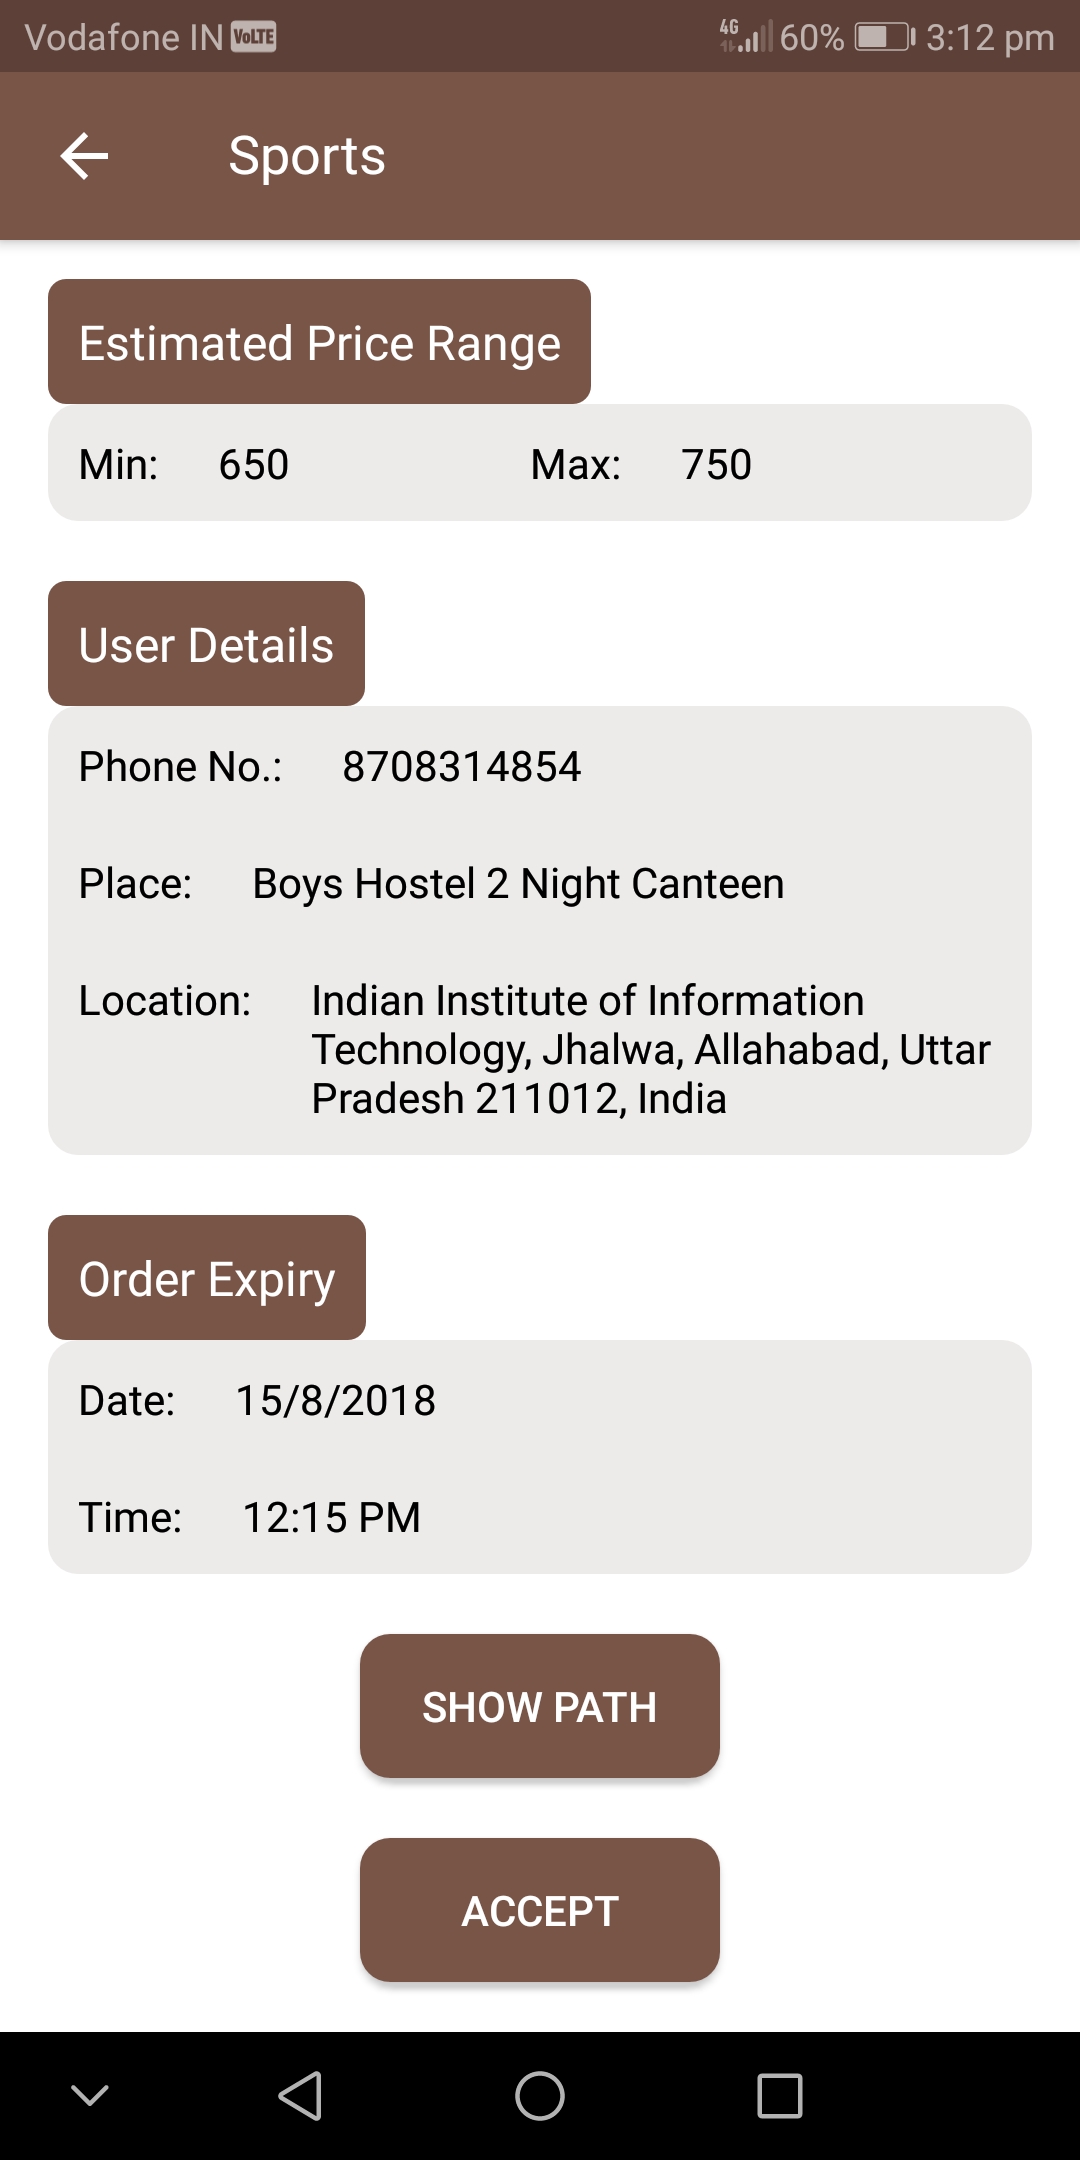 Vodafone IN VoLTE 4G 60% 3:12 pm
Sports
Estimated Price Range
Min: 650 Max: 750
User Details
Phone No.: 8708314854
Place: Boys Hostel 2 Night Canteen
Location: Indian Institute of Information
Technology, Jhalwa, Allahabad, Uttar
Pradesh 211012, India
Order Expiry
Date: 15/8/2018
Time: 12:15 PM
SHOW PATH
ACCEPT